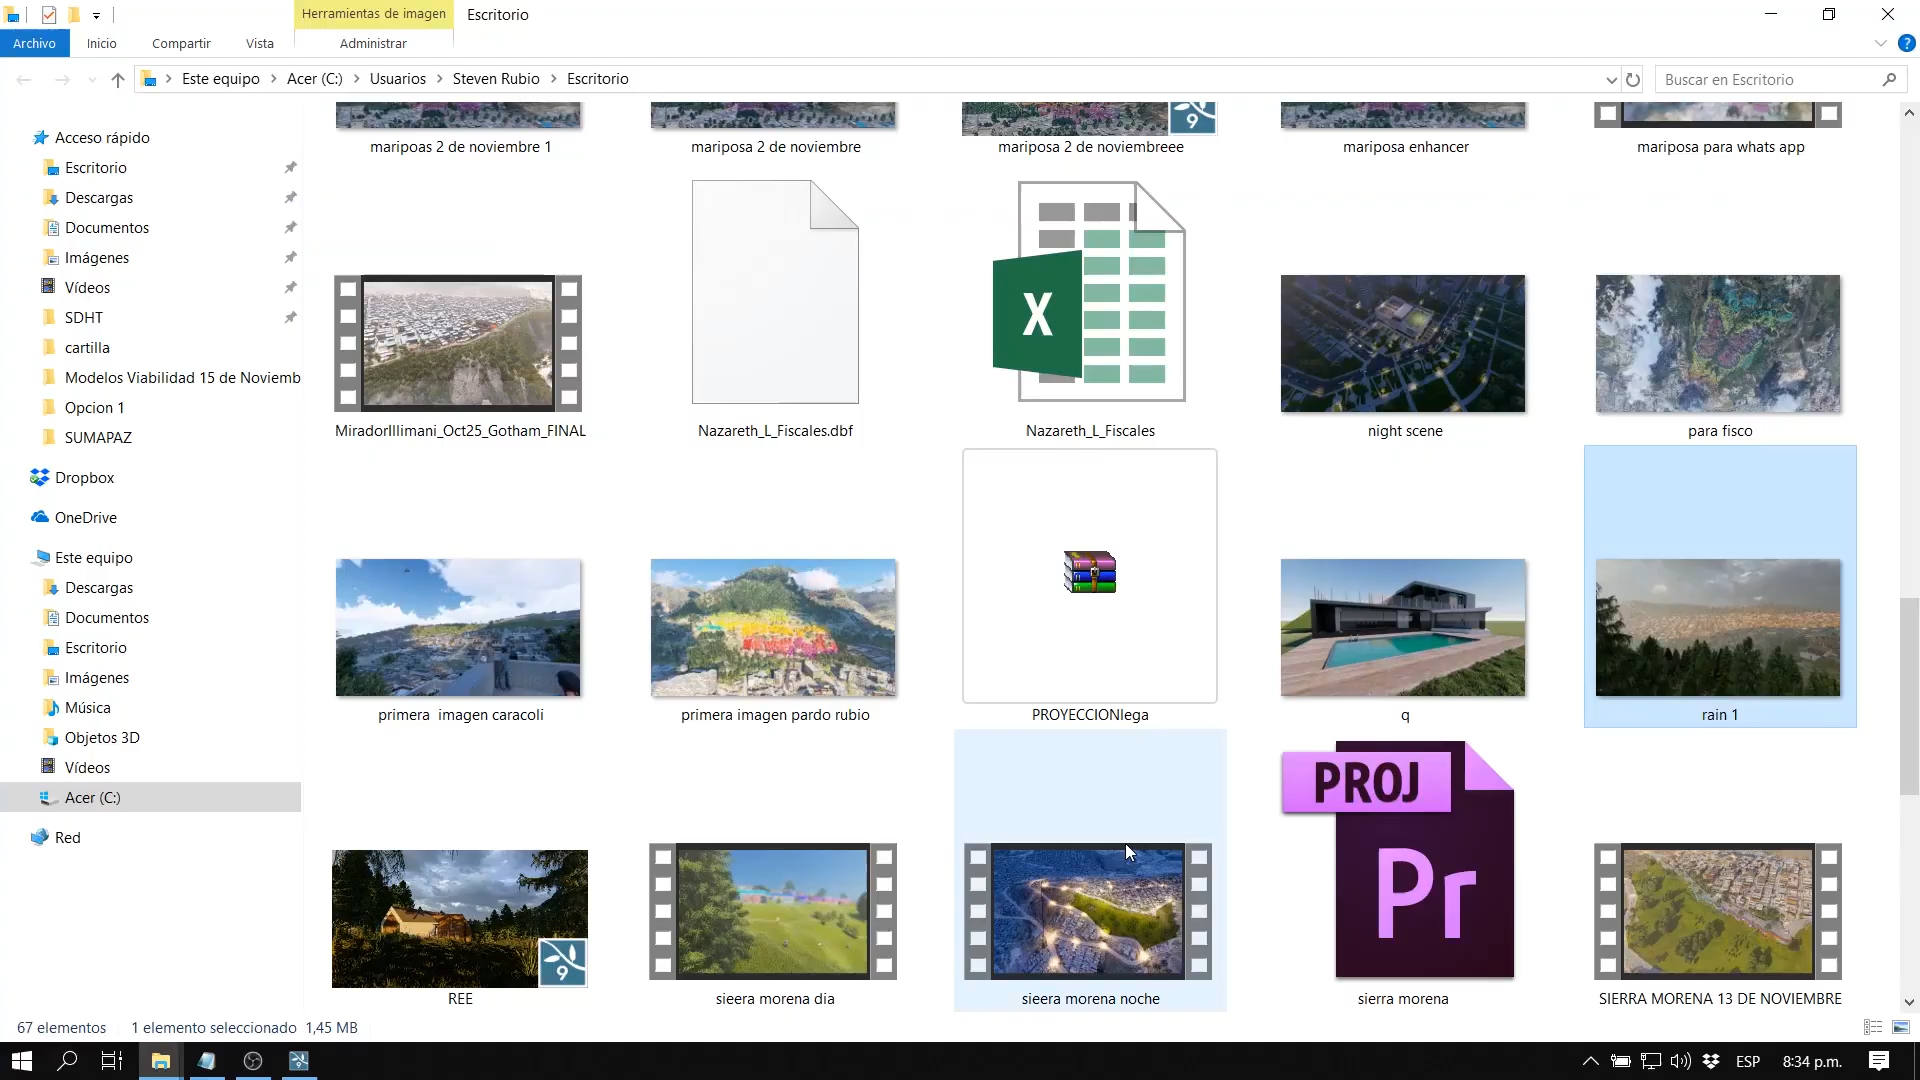 Herramientas de imagen
Escritorio
Archivo
Inicio
Compartir
Vista
Administrar
Este equipo
Acer (C:)
Usuarios
Steven Rubio
Escritorio
Buscar en Escritorio
Acceso rápido
Escritorio
Descargas
Documentos
Imágenes
Vídeos
SDHT
cartilla
Modelos Viabilidad 15 de Noviemb
Opcion 1
SUMAPAZ
Dropbox
OneDrive
Este equipo
Descargas
Documentos
Escritorio
Imágenes
Música
Objetos 3D
Vídeos
Acer (C:)
Red
9
maripoas 2 de noviembre 1
mariposa 2 de noviembre
mariposa 2 de noviembreee
mariposa enhancer
mariposa para whats app
X
MiradorIllimani_Oct25_Gotham_FINAL
Nazareth_L_Fiscales.dbf
Nazareth_L_Fiscales
night scene
para fisco
primera  imagen caracoli
primera imagen pardo rubio
PROYECCIONlega
q
rain 1
PROJ
Pr
9
REE
sieera morena dia
sieera morena noche
sierra morena
SIERRA MORENA 13 DE NOVIEMBRE
67 elementos
1 elemento seleccionado 1,45 MB
9
ESP
8:34 p.m.